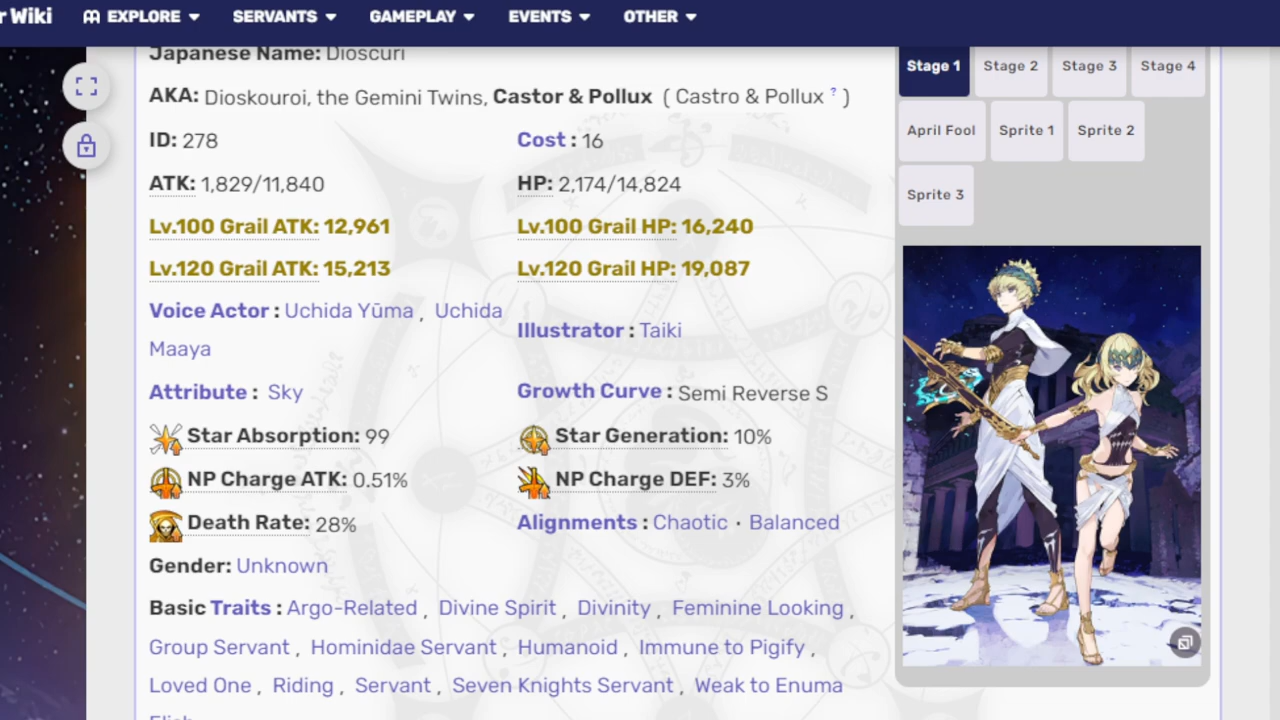 r Wiki
EXPLORE
SERVANTS
GAMEPLAY
EVENTS
OTHER
Japanese Name: Dioscuri
AKA: Dioskouroi, the Gemini Twins, Castor & Pollux ( Castro & Pollux ? )
ID: 278
Cost : 16
ATK: 1,829/11,840
HP: 2,174/14,824
Lv.100 Grail ATK: 12,961
Lv.100 Grail HP: 16,240
Lv.120 Grail ATK: 15,213
Lv.120 Grail HP: 19,087
Voice Actor : Uchida Yūma , Uchida
Maaya
Illustrator : Taiki
Attribute : Sky
Growth Curve : Semi Reverse S
Star Absorption: 99
Star Generation: 10%
NP Charge ATK: 0.51%
NP Charge DEF: 3%
Death Rate: 28%
Alignments : Chaotic · Balanced
Gender: Unknown
Basic Traits : Argo-Related , Divine Spirit , Divinity , Feminine Looking ,
Group Servant , Hominidae Servant , Humanoid , Immune to Pigify ,
Loved One , Riding , Servant , Seven Knights Servant , Weak to Enuma
Stage 1
Stage 2
Stage 3
Stage 4
April Fool
Sprite 1
Sprite 2
Sprite 3